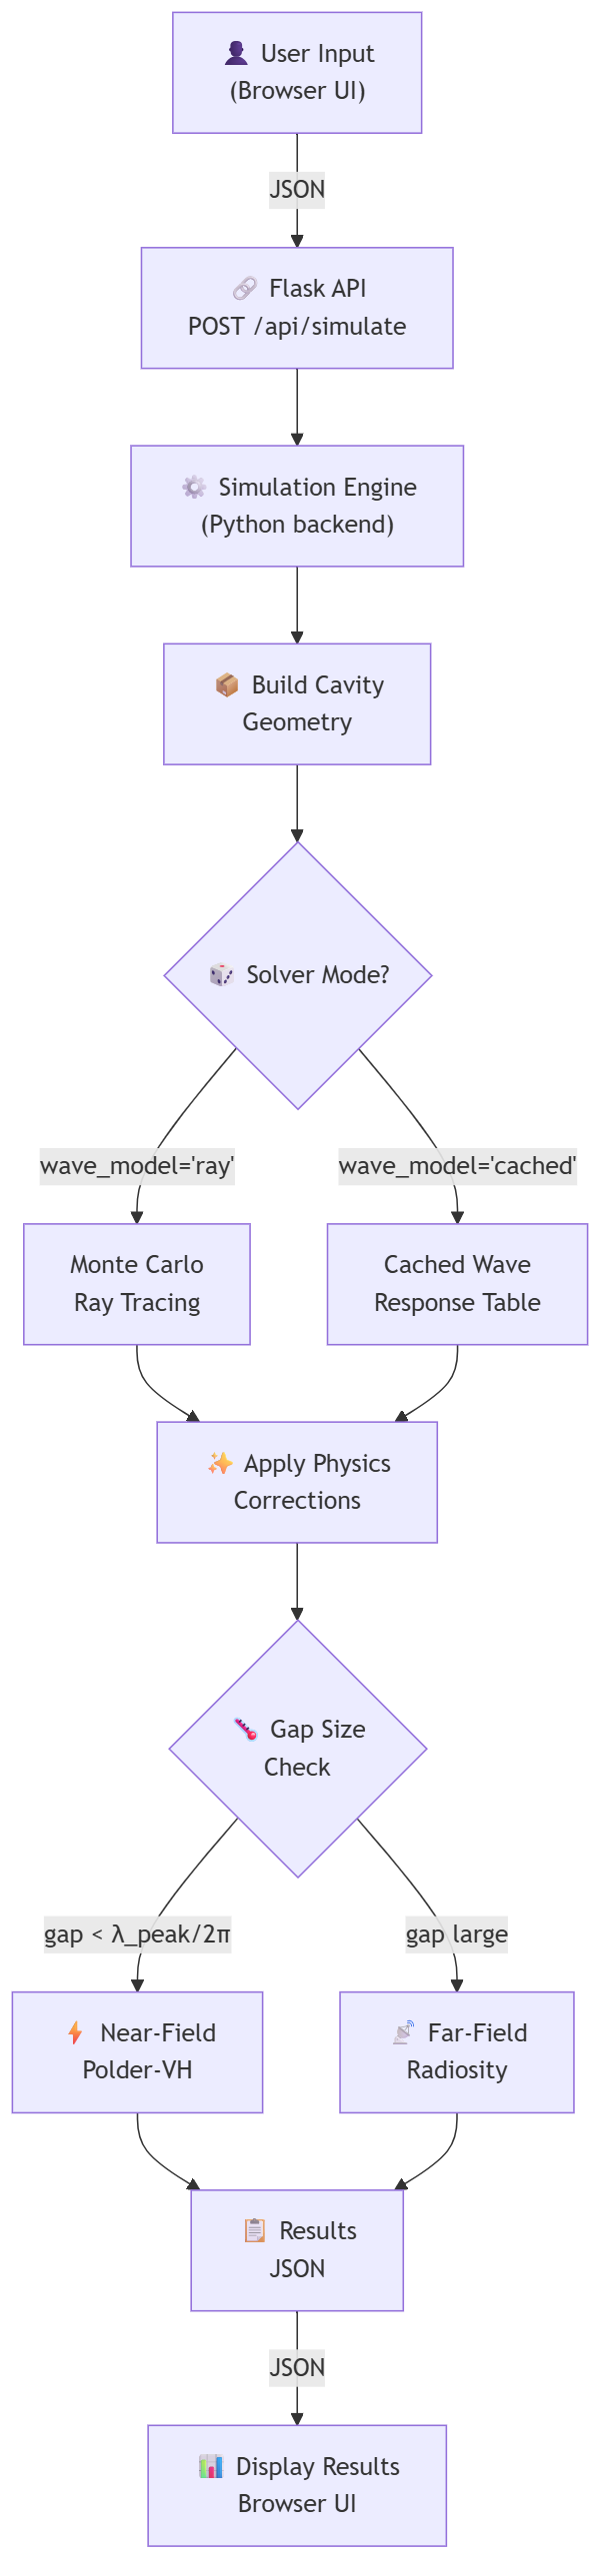 👤 User Input
(Browser UI)
JSON
🔗 Flask API
POST /api/simulate
⚙️ Simulation Engine
(Python backend)
📦 Build Cavity
Geometry
🎲 Solver Mode?
wave_model='ray'
wave_model='cached'
Monte Carlo
Ray Tracing
Cached Wave
Response Table
✨ Apply Physics
Corrections
🌡️ Gap Size
Check
gap < λ_peak/2π
gap large
⚡ Near-Field
Polder-VH
📡 Far-Field
Radiosity
📋 Results
JSON
JSON
📊 Display Results
Browser UI